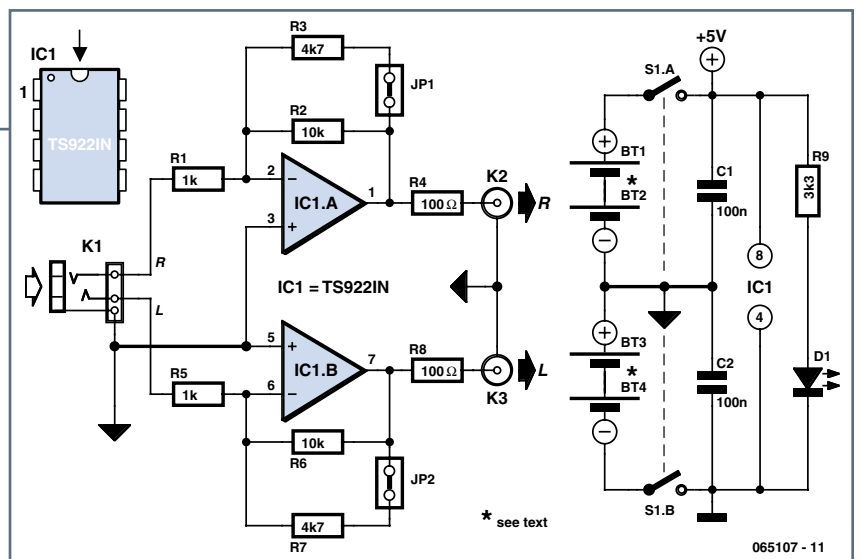 IC1
1
TS922IN
K1
R
L
R1
1k
R3
4k7
JP1
R2
10k
2
−
3
+
IC1.A
1
R4
100Ω
K2
R
IC1 = TS922IN
5
+
6
−
IC1.B
7
R5
1k
R8
100Ω
K3
L
10k
R6
JP2
4k7
R7
* see text
+5V
+
S1.A
+
BT1
*
BT2
−
C1
100n
R9
3k3
8
IC1
4
+
BT3
*
BT4
−
C2
100n
D1
S1.B
065107 - 11